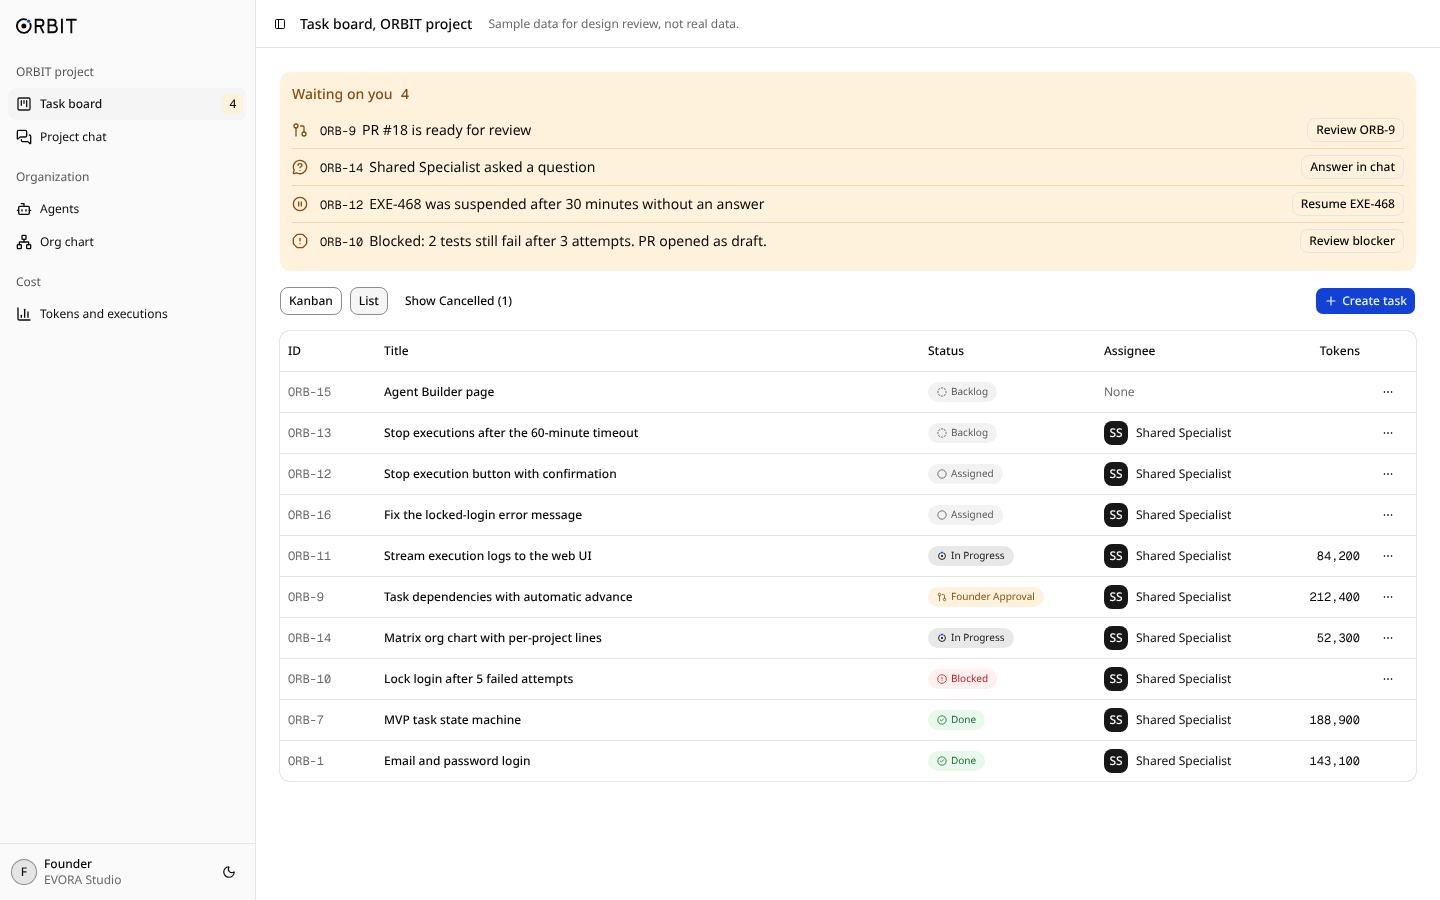 ORBIT
Task board, ORBIT project Sample data for design review, not real data.
ORBIT project
Task board 4
Project chat
Organization
Agents
Org chart
Cost
Tokens and executions
Waiting on you 4
ORB-9 PR #18 is ready for review Review ORB-9
ORB-14 Shared Specialist asked a question Answer in chat
ORB-12 EXE-468 was suspended after 30 minutes without an answer Resume EXE-468
ORB-10 Blocked: 2 tests still fail after 3 attempts. PR opened as draft. Review blocker
Kanban List Show Cancelled (1) + Create task
ID Title Status Assignee Tokens
ORB-15 Agent Builder page Backlog None ...
ORB-13 Stop executions after the 60-minute timeout Backlog SS Shared Specialist ...
ORB-12 Stop execution button with confirmation Assigned SS Shared Specialist ...
ORB-16 Fix the locked-login error message Assigned SS Shared Specialist ...
ORB-11 Stream execution logs to the web UI In Progress SS Shared Specialist 84,200 ...
ORB-9 Task dependencies with automatic advance Founder Approval SS Shared Specialist 212,400 ...
ORB-14 Matrix org chart with per-project lines In Progress SS Shared Specialist 52,300 ...
ORB-10 Lock login after 5 failed attempts Blocked SS Shared Specialist ...
ORB-7 MVP task state machine Done SS Shared Specialist 188,900
ORB-1 Email and password login Done SS Shared Specialist 143,100
F Founder
EVORA Studio